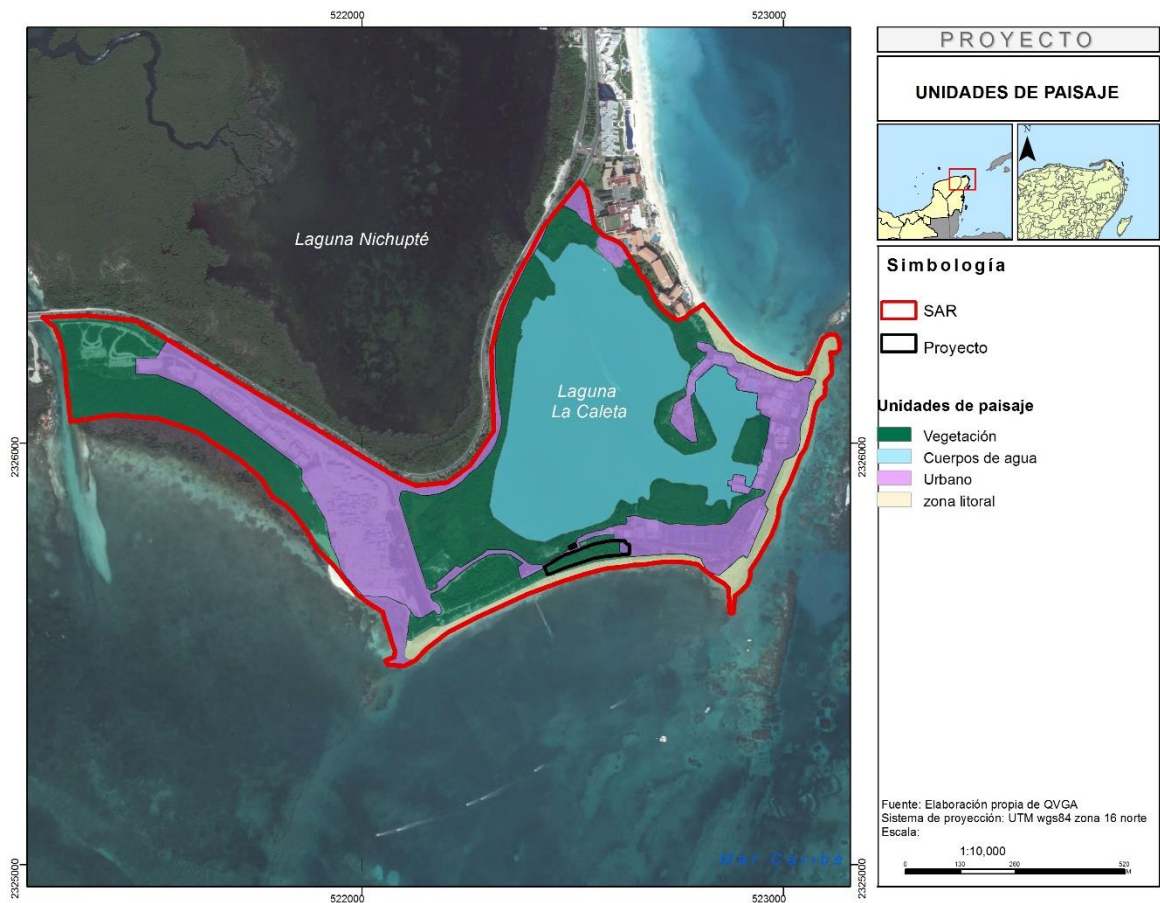 522000
523000
2326000
2326000
2325000
2325000
522000
523000
Laguna Nichupté
Laguna
La Caleta
Mar Caribe
PROYECTO
UNIDADES DE PAISAJE
N
Simbología
SAR
Proyecto
Unidades de paisaje
Vegetación
Cuerpos de agua
Urbano
zona litoral
Fuente: Elaboración propia de QVGA
Sistema de proyección: UTM wgs84 zona 16 norte
Escala:
1:10,000
0 130 260 520
M